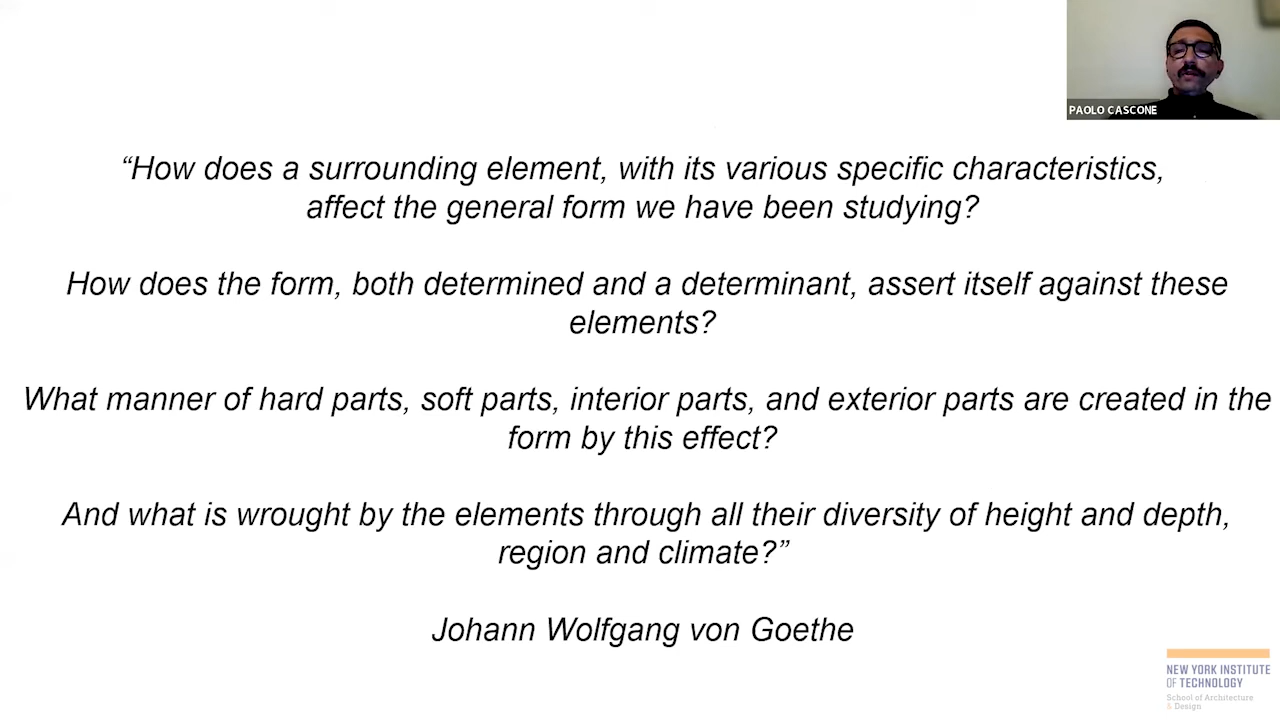 PAOLO CASCONE
“How does a surrounding element, with its various specific characteristics,
affect the general form we have been studying?
How does the form, both determined and a determinant, assert itself against these
elements?
What manner of hard parts, soft parts, interior parts, and exterior parts are created in the
form by this effect?
And what is wrought by the elements through all their diversity of height and depth,
region and climate?”
Johann Wolfgang von Goethe
NEW YORK INSTITUTE
OF TECHNOLOGY
School of Architecture
& Design